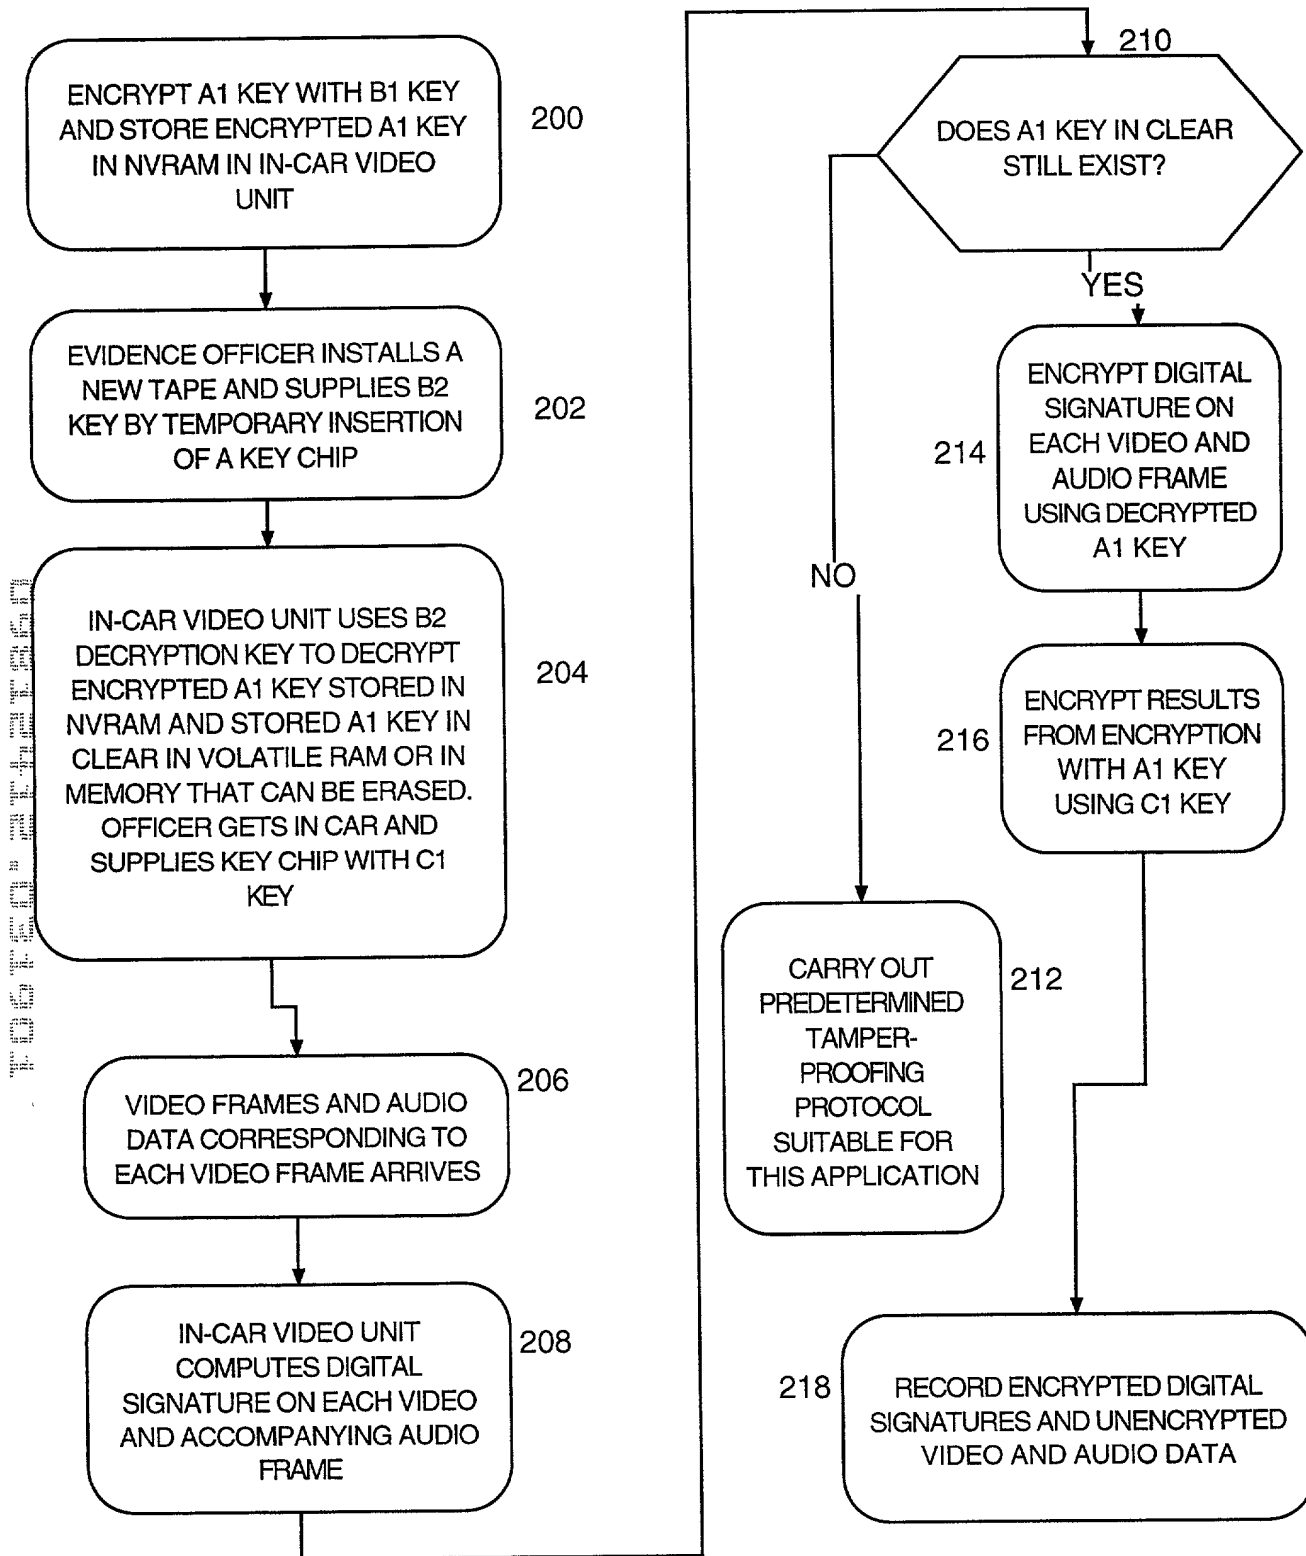 ENCRYPT A1 KEY WITH B1 KEY
AND STORE ENCRYPTED A1 KEY
IN NVRAM IN IN-CAR VIDEO
UNIT
200
EVIDENCE OFFICER INSTALLS A
NEW TAPE AND SUPPLIES B2
KEY BY TEMPORARY INSERTION
OF A KEY CHIP
202
IN-CAR VIDEO UNIT USES B2
DECRYPTION KEY TO DECRYPT
ENCRYPTED A1 KEY STORED IN
NVRAM AND STORED A1 KEY IN
CLEAR IN VOLATILE RAM OR IN
MEMORY THAT CAN BE ERASED.
OFFICER GETS IN CAR AND
SUPPLIES KEY CHIP WITH C1
KEY
204
VIDEO FRAMES AND AUDIO
DATA CORRESPONDING TO
EACH VIDEO FRAME ARRIVES
206
IN-CAR VIDEO UNIT
COMPUTES DIGITAL
SIGNATURE ON EACH VIDEO
AND ACCOMPANYING AUDIO
FRAME
208
210
DOES A1 KEY IN CLEAR
STILL EXIST?
YES
NO
ENCRYPT DIGITAL
SIGNATURE ON
EACH VIDEO AND
AUDIO FRAME
USING DECRYPTED
A1 KEY
214
ENCRYPT RESULTS
FROM ENCRYPTION
WITH A1 KEY
USING C1 KEY
216
CARRY OUT
PREDETERMINED
TAMPER-
PROOFING
PROTOCOL
SUITABLE FOR
THIS APPLICATION
212
218
RECORD ENCRYPTED DIGITAL
SIGNATURES AND UNENCRYPTED
VIDEO AND AUDIO DATA